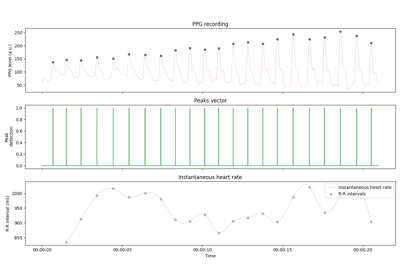 PPG recording
PPG level (a.u.)
250
200
150
100
50
Peaks vector
Peak
detection
1.0
0.8
0.6
0.4
0.2
0.0
Instantaneous heart rate
R-R interval (ms)
1000
950
900
850
Instantaneous heart rate
R-R intervals
00:00:00
00:00:05
00:00:10
00:00:15
00:00:20
Time